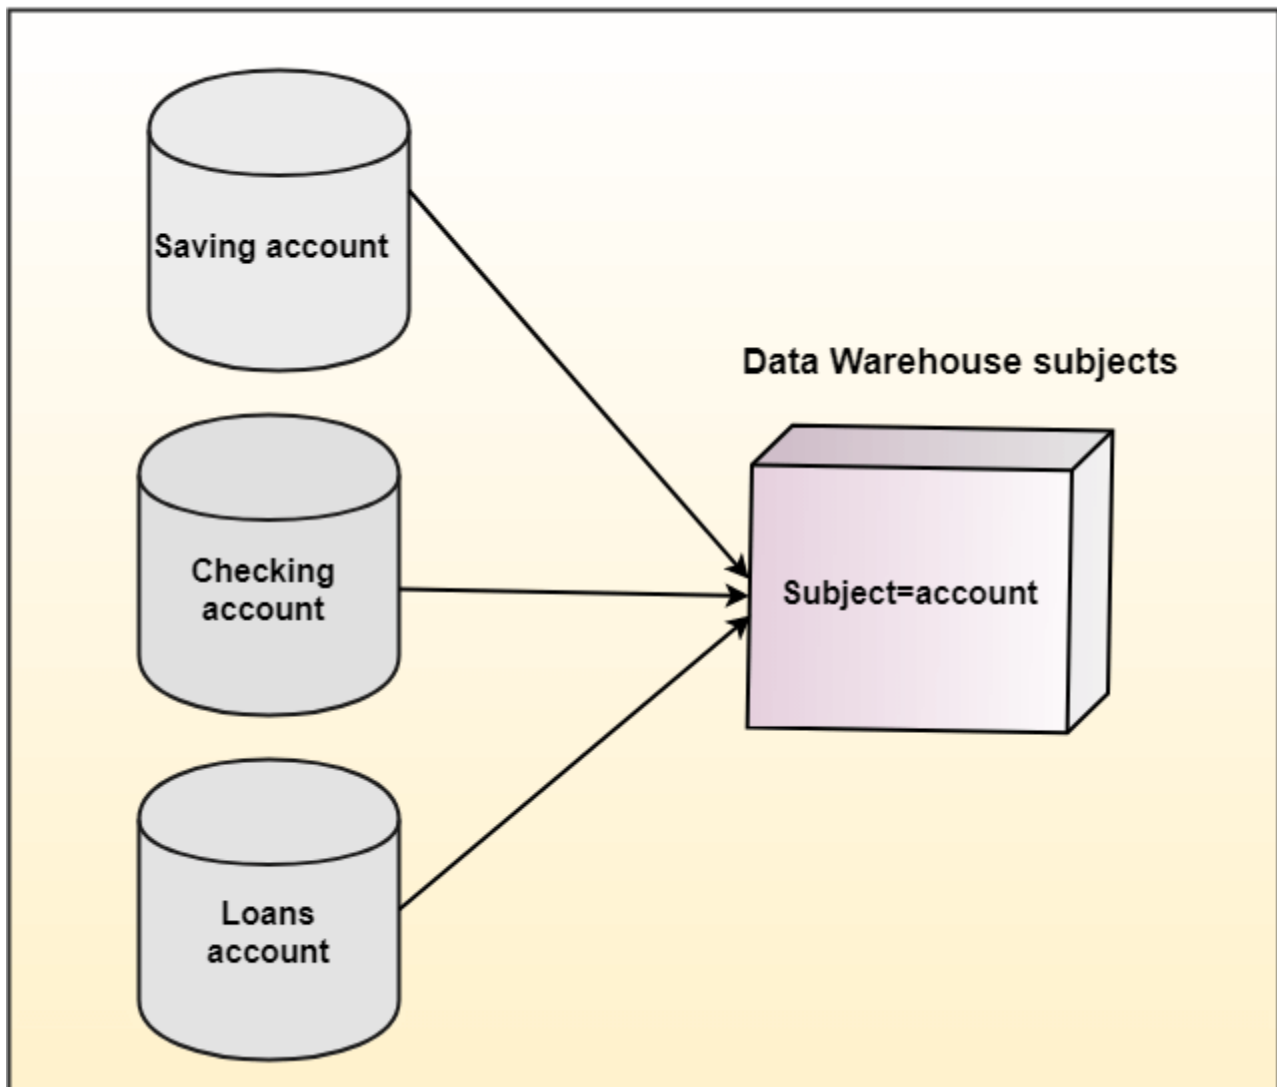 Saving account
Data Warehouse subjects
Checking
account
Subject=account
Loans
account